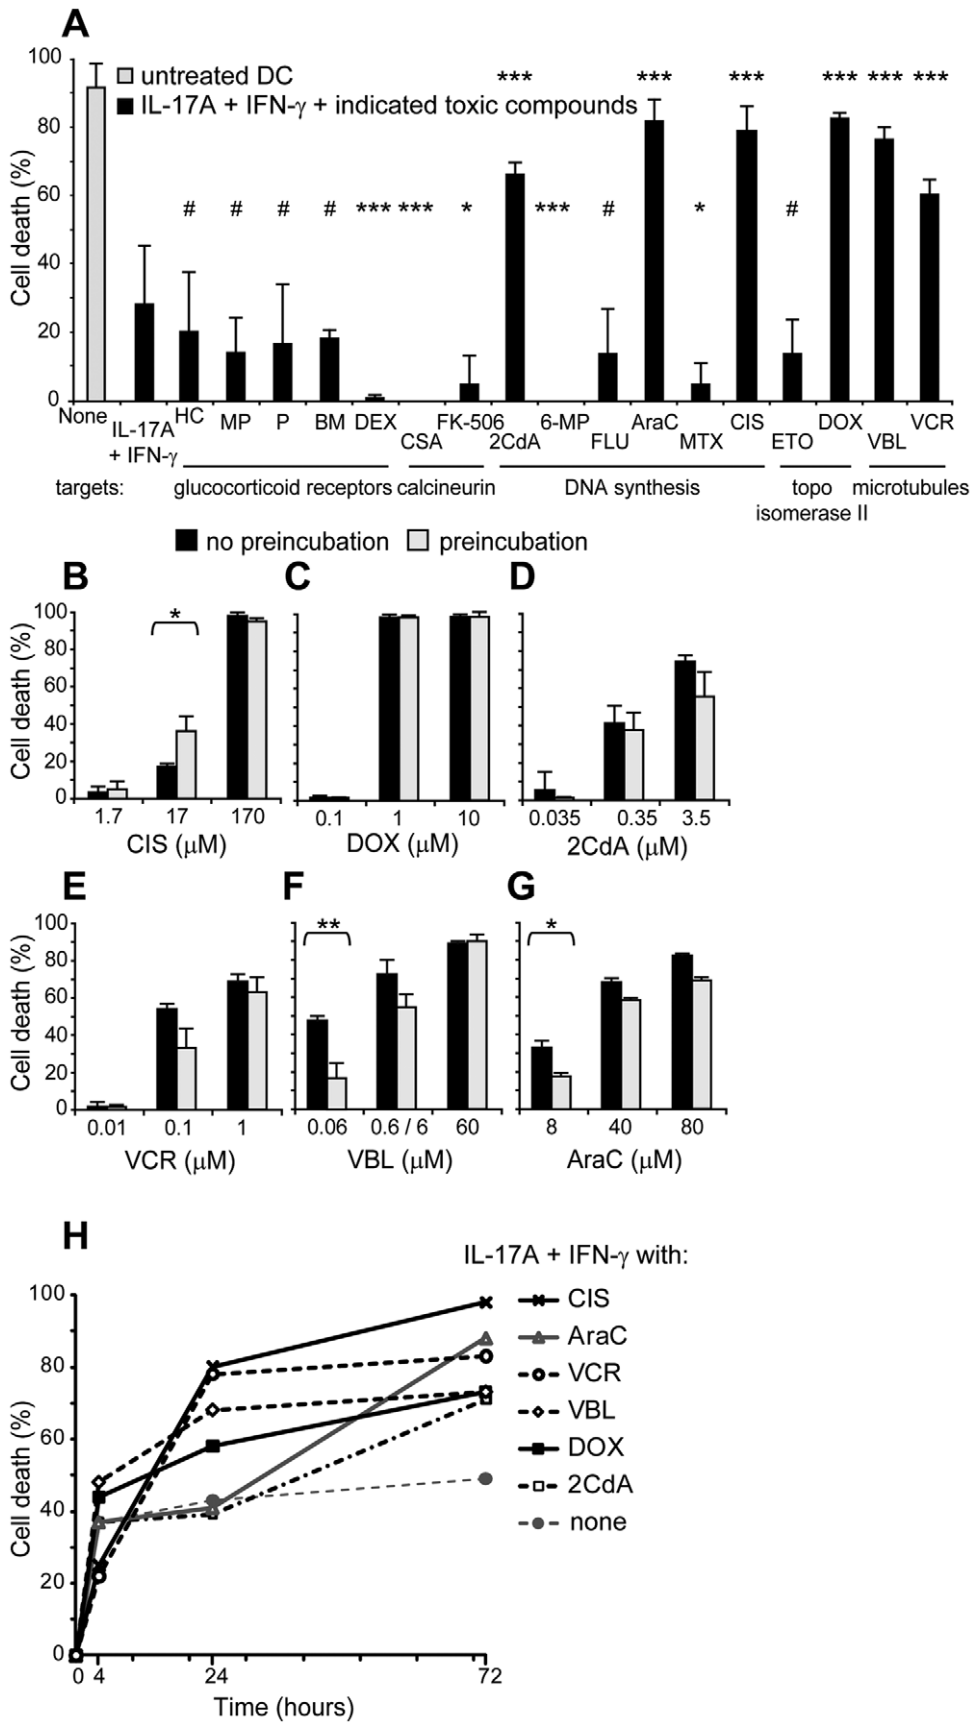 A
100
80
60
40
20
0
Cell death (%)
untreated DC
IL-17A + IFN-γ + indicated toxic compounds
*** *** *** *** *** ***
# # # # *** *** * *** # * #
None IL-17A + IFN-γ HC MP P BM DEX CSA FK-506 2CdA 6-MP FLU AraC MTX CIS ETO DOX VBL VCR
targets: glucocorticoid receptors calcineurin DNA synthesis topo isomerase II microtubules
no preincubation preincubation
B C D
100
80
60
40
20
0
Cell death (%)
*
1.7 17 170 0.1 1 10 0.035 0.35 3.5
CIS (μM) DOX (μM) 2CdA (μM)
E F G
100
80
60
40
20
0
Cell death (%)
** *
0.01 0.1 1 0.06 0.6 / 6 60 8 40 80
VCR (μM) VBL (μM) AraC (μM)
H
IL-17A + IFN-γ with:
CIS
AraC
VCR
VBL
DOX
2CdA
none
100
80
60
40
20
0
Cell death (%)
0 4 24 72
Time (hours)